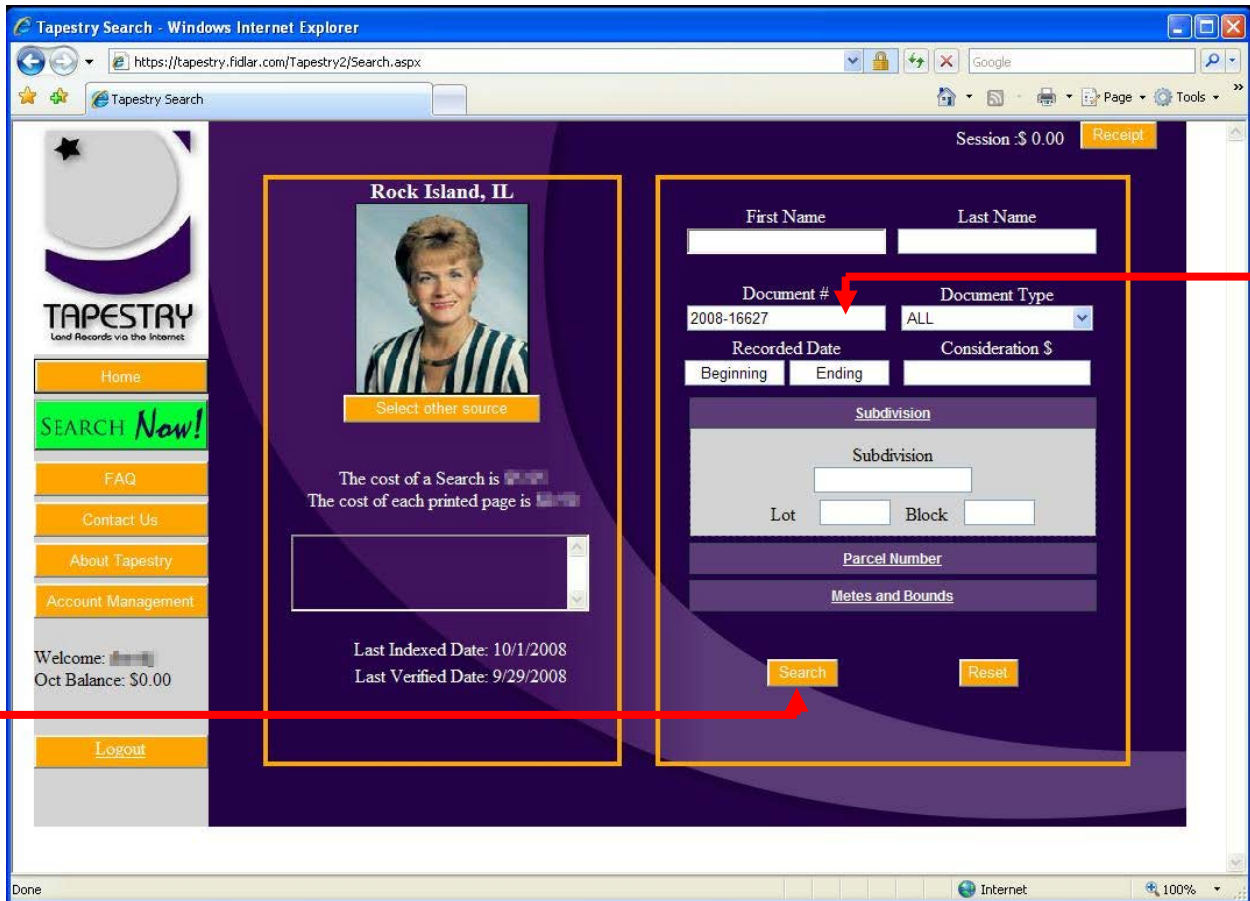 Tapestry Search - Windows Internet Explorer
https://tapestry.fidlar.com/Tapestry2/Search.aspx
Google
Tapestry Search
Page
Tools
Session :$ 0.00
Receipt
TAPESTRY
Land Records via the Internet
Home
SEARCH Now!
FAQ
Contact Us
About Tapestry
Account Management
Welcome:
Oct Balance: $0.00
Logout
Rock Island, IL
Select other source
The cost of a Search is
The cost of each printed page is
Last Indexed Date: 10/1/2008
Last Verified Date: 9/29/2008
First Name Last Name
Document # Document Type
2008-16627 ALL
Recorded Date Consideration $
Beginning Ending
Subdivision
Subdivision
Lot Block
Parcel Number
Metes and Bounds
Search Reset
Done Internet 100%